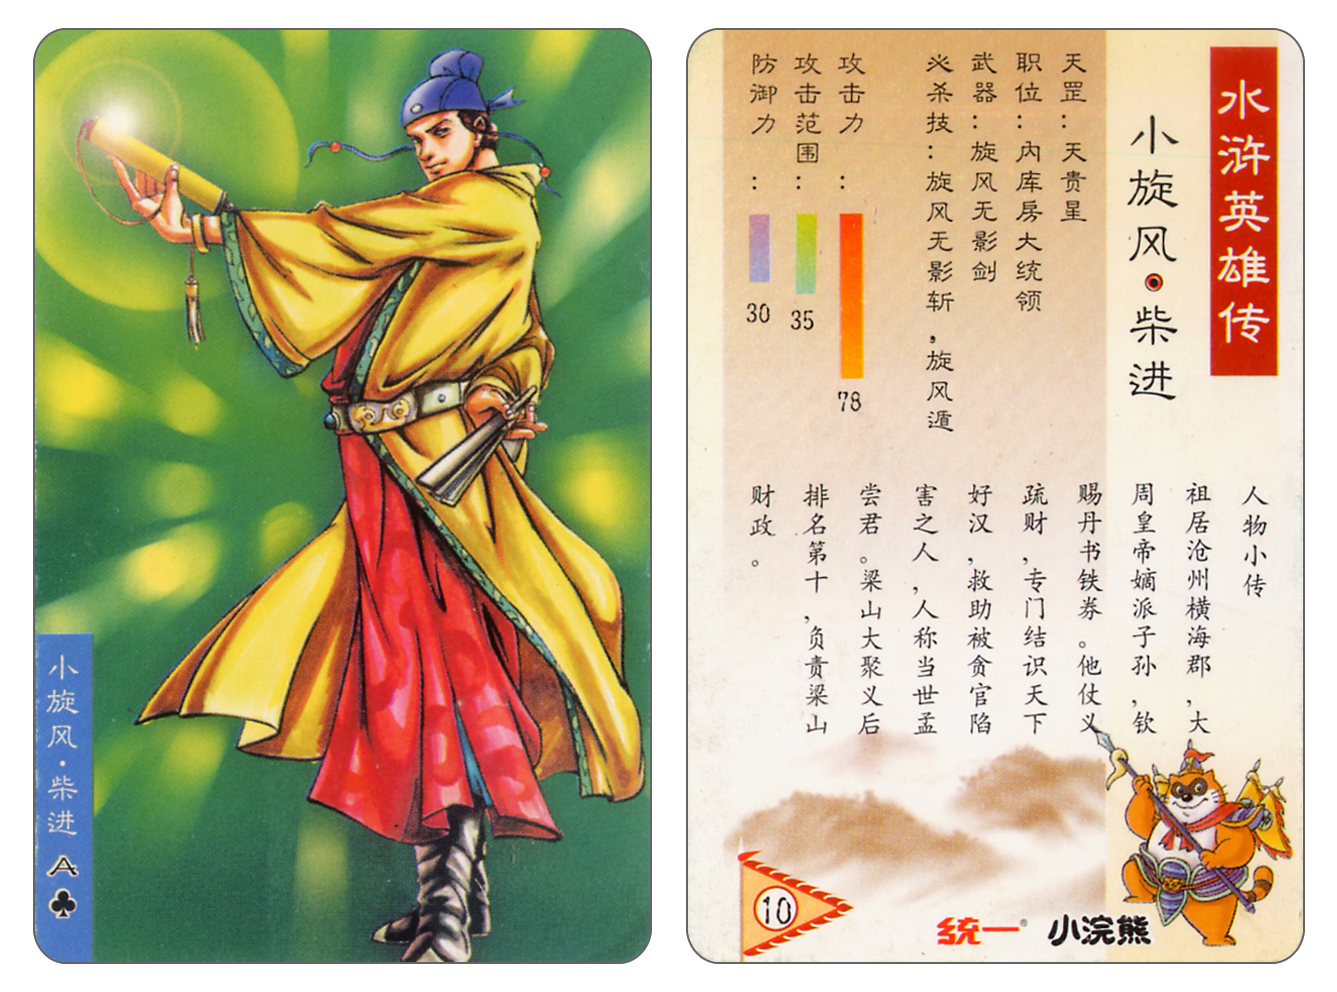 小旋风·柴进
A
水浒英雄传
小旋风·柴进
天罡：天贵星
职位：内库房大统领
武器：旋风无影剑
必杀技：旋风无影斩，旋风遁
攻击力：
78
攻击范围：
35
防御力：
30
人物小传
祖居沧州横海郡，大
周皇帝嫡派子孙，钦
赐丹书铁券。他仗义
疏财，专门结识天下
好汉，救助被贪官陷
害之人，人称当世孟
尝君。梁山大聚义后
排名第十，负责梁山
财政。
10
统一® 小浣熊